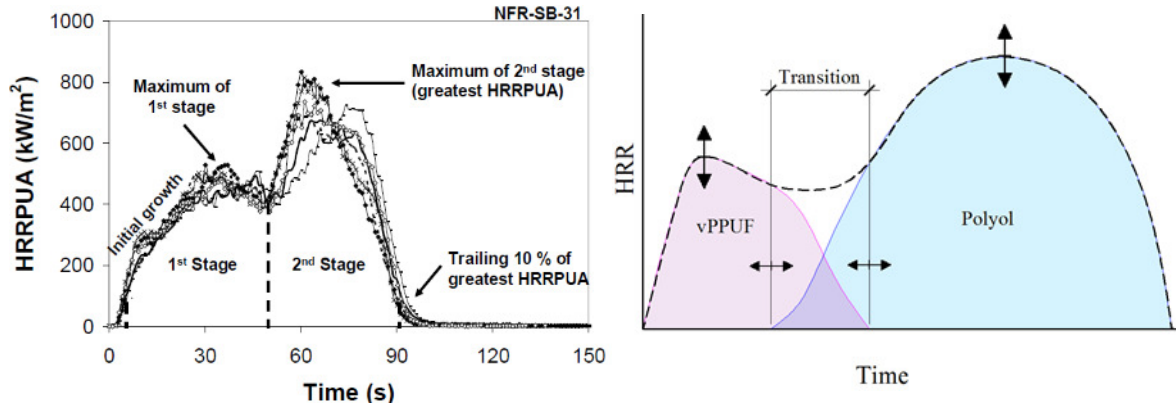 NFR-SB-31
1000
800
600
400
200
0
HRRPUA (kW/m²)
Maximum of
1st stage
Maximum of 2nd stage
(greatest HRRPUA)
Initial growth
1st Stage
2nd Stage
Trailing 10 % of
greatest HRRPUA
0
30
60
90
120
150
Time (s)
Transition
HRR
vPPUF
Polyol
Time